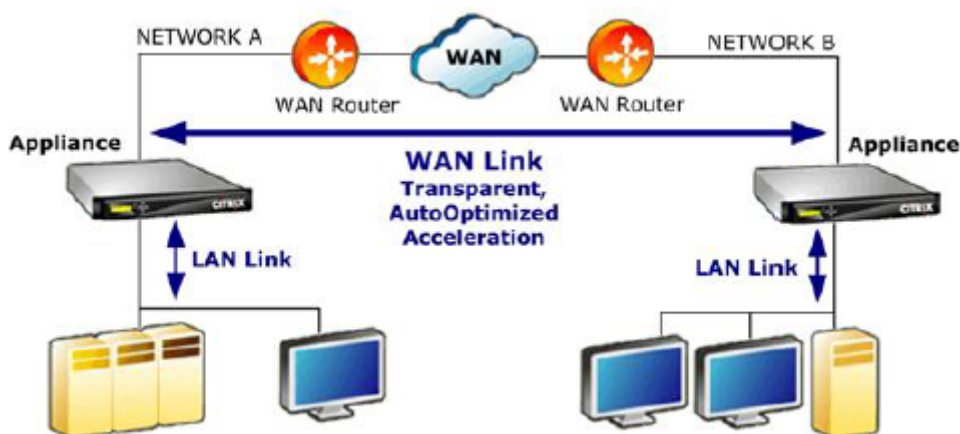 NETWORK A
WAN
NETWORK B
WAN Router
WAN Router
Appliance
Appliance
WAN Link
Transparent,
AutoOptimized
Acceleration
CITRIX
CITRIX
LAN Link
LAN Link